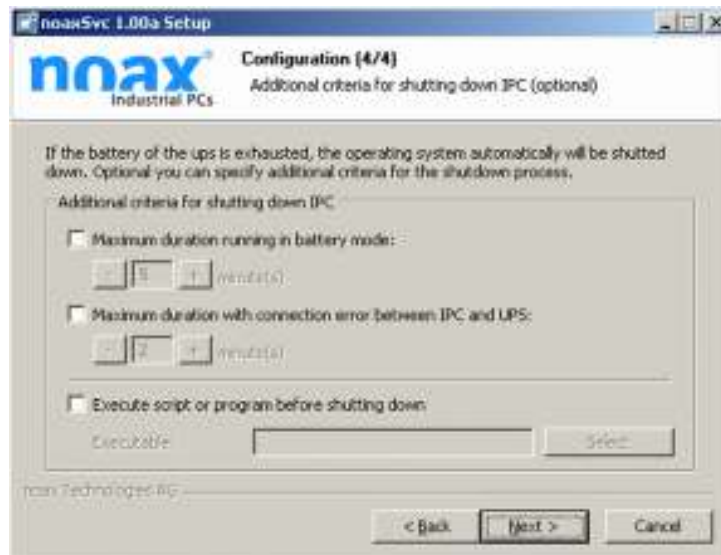 noaxSvc 1.00a Setup
noax
Industrial PCs
Configuration (4/4)
Additional criteria for shutting down IPC (optional)
If the battery of the ups is exhausted, the operating system automatically will be shutted
down. Optional you can specify additional criteria for the shutdown process.
Additional criteria for shutting down IPC
Maximum duration running in battery mode:
- 5 + minute(s)
Maximum duration with connection error between IPC and UPS:
- 2 + minute(s)
Execute script or program before shutting down
Executable Select
noax Technologies AG
< Back Next > Cancel